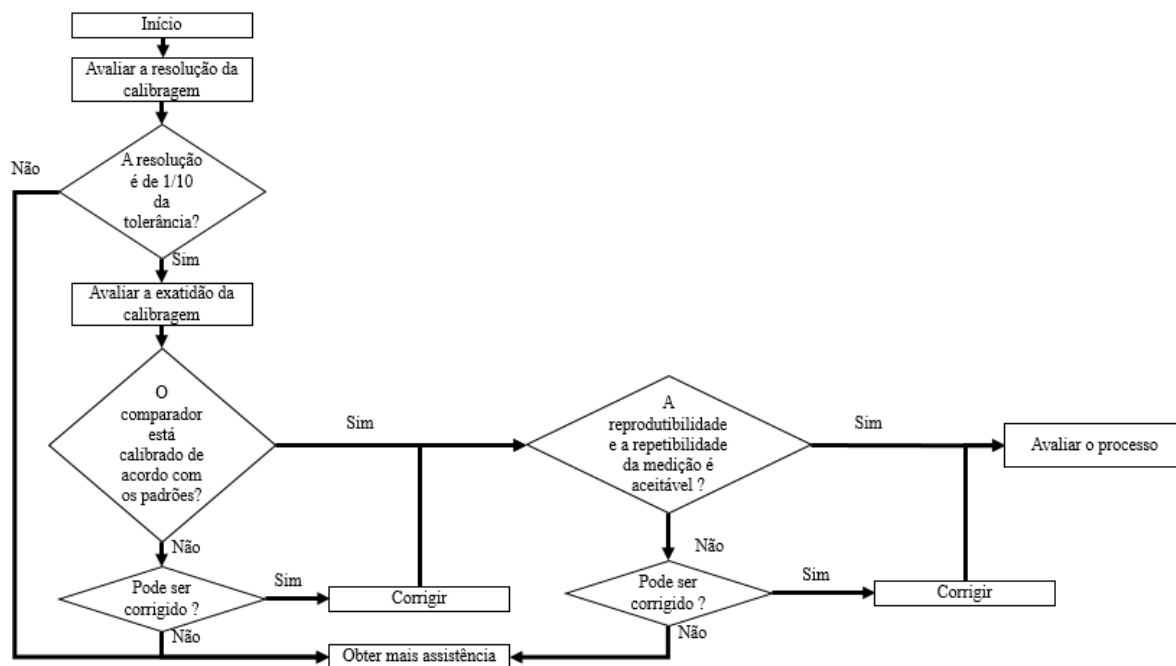 Início
Avaliar a resolução da
calibragem
Não
A resolução
é de 1/10
da
tolerância?
Sim
Avaliar a exatidão da
calibragem
O
comparador
está
calibrado de
acordo com
os padrões?
Sim
A
reprodutibilidade
e a repetibilidade
da medição é
aceitável ?
Sim
Avaliar o processo
Não
Pode ser
corrigido ?
Sim
Corrigir
Não
Não
Pode ser
corrigido ?
Sim
Corrigir
Não
Obter mais assistência